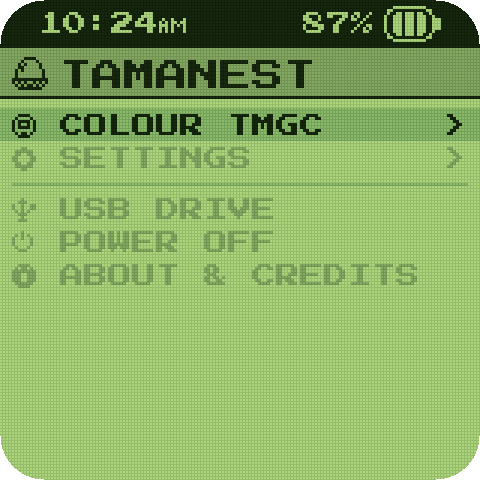 10:24AM 87%
TAMANEST
COLOUR TMGC
SETTINGS
USB DRIVE
POWER OFF
ABOUT & CREDITS